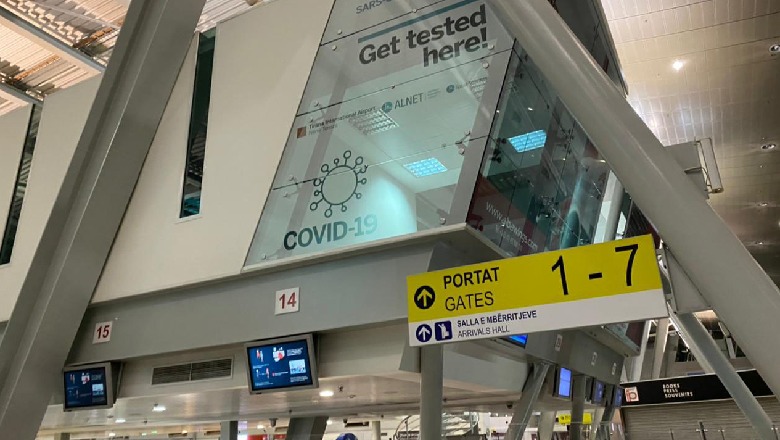 SARS-
Get tested
here!
Tirana International Airport
ALNET
COVID-19
PORTAT
GATES
1 - 7
SALLA E MBËRRITJEVE
ARRIVALS HALL
14
15
BOOKS
PRESS
SOUVENIRS